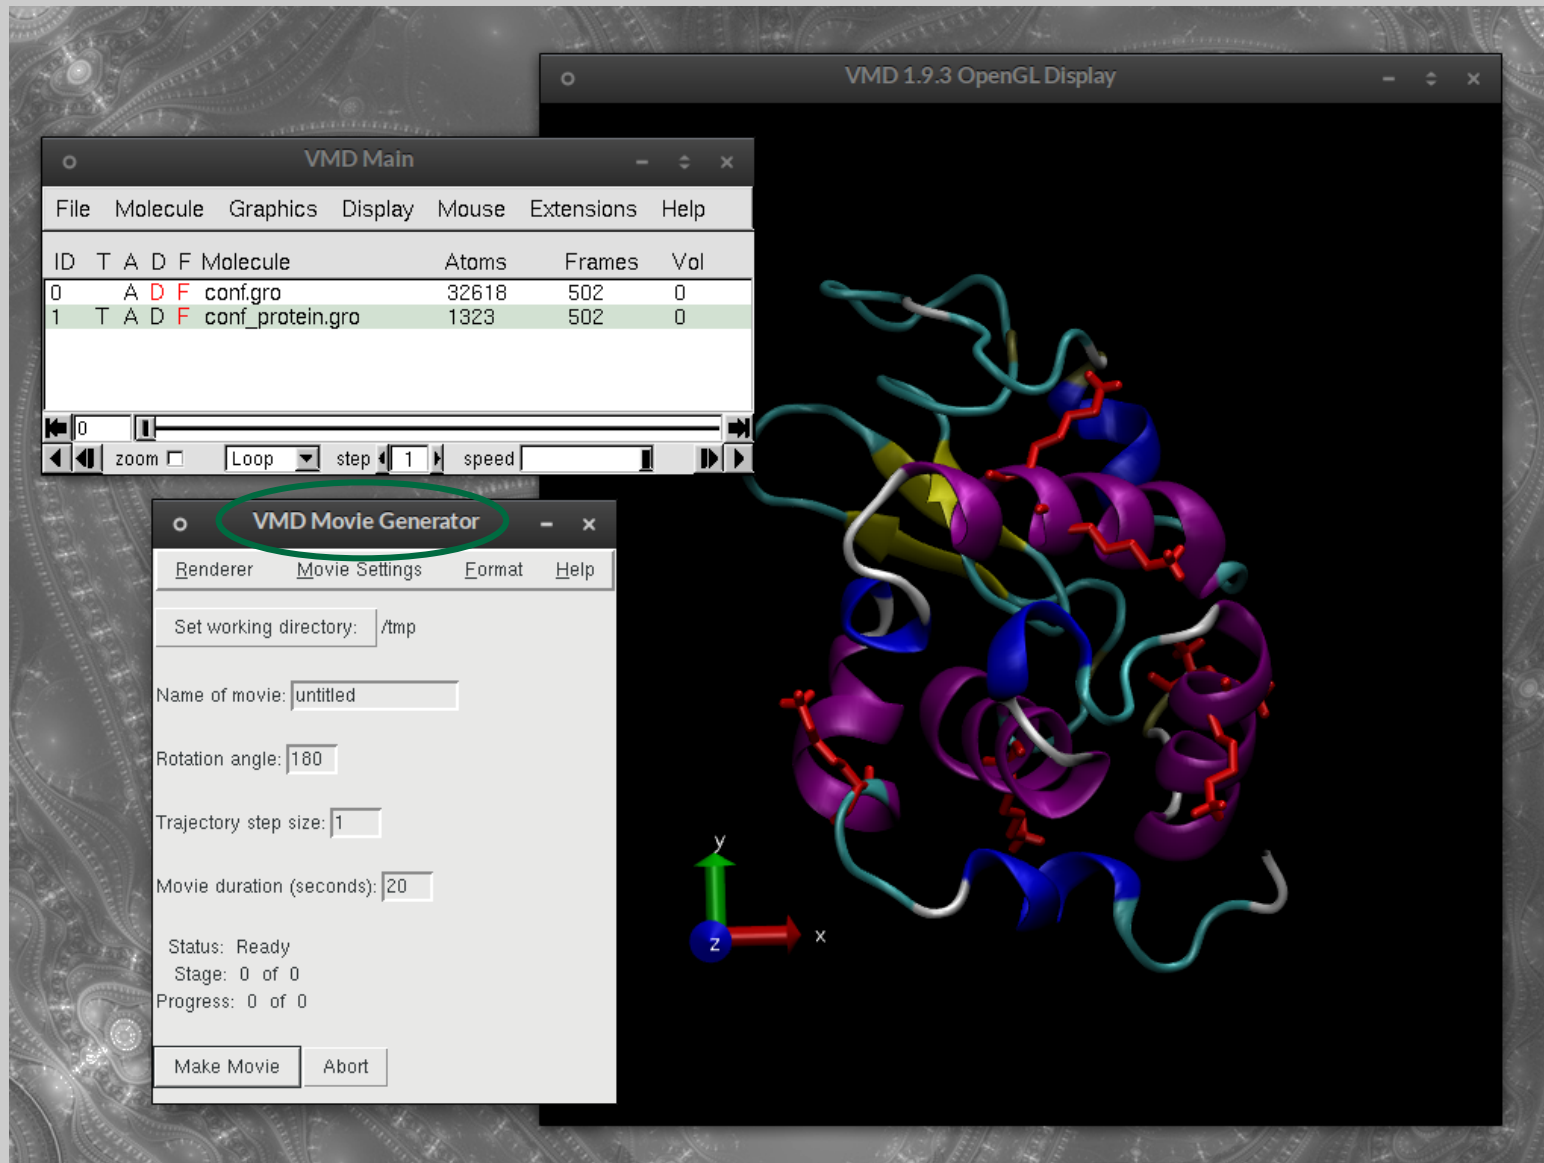 VMD 1.9.3 OpenGL Display
VMD Main
File Molecule Graphics Display Mouse Extensions Help
ID T A D F Molecule Atoms Frames Vol
0 A D F conf.gro 32618 502 0
1 T A D F conf_protein.gro 1323 502 0
0
zoom Loop step 1 speed
VMD Movie Generator
Renderer Movie Settings Format Help
Set working directory: /tmp
Name of movie: untitled
Rotation angle: 180
Trajectory step size: 1
Movie duration (seconds): 20
Status: Ready
Stage: 0 of 0
Progress: 0 of 0
Make Movie Abort
y
z
x